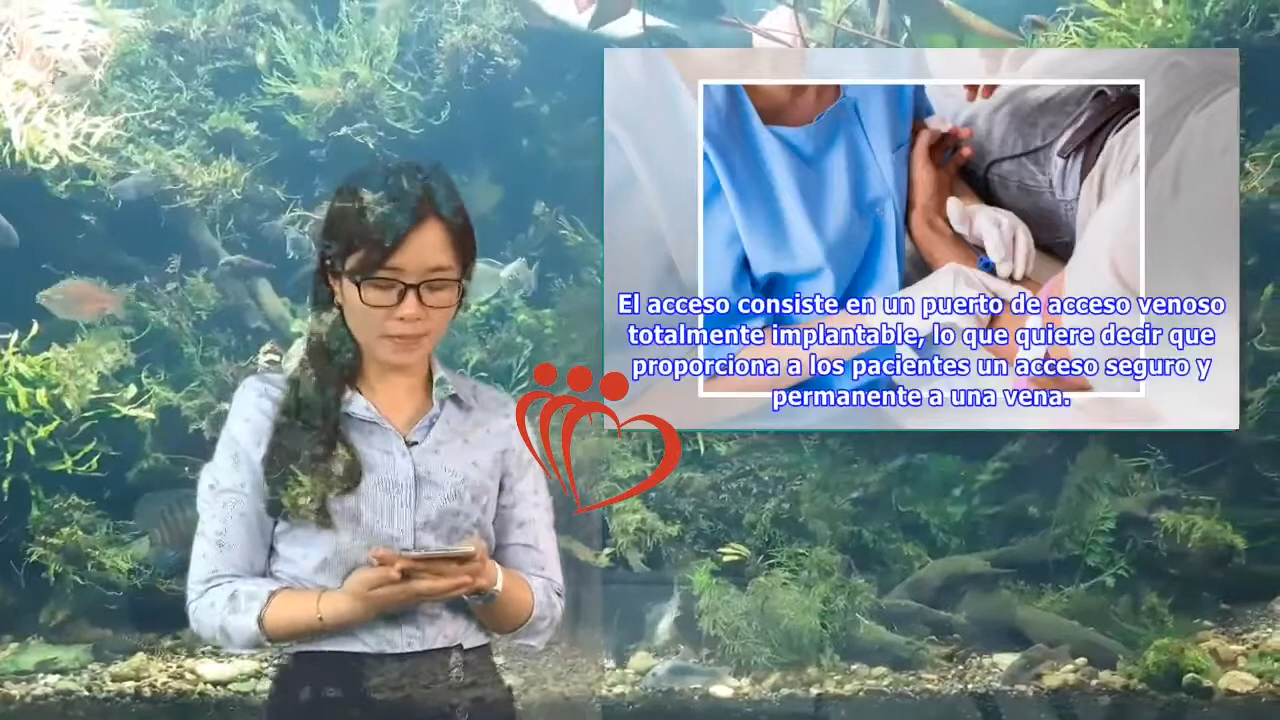 El acceso consiste en un puerto de acceso venoso
totalmente implantable, lo que quiere decir que
proporciona a los pacientes un acceso seguro y
permanente a una vena.